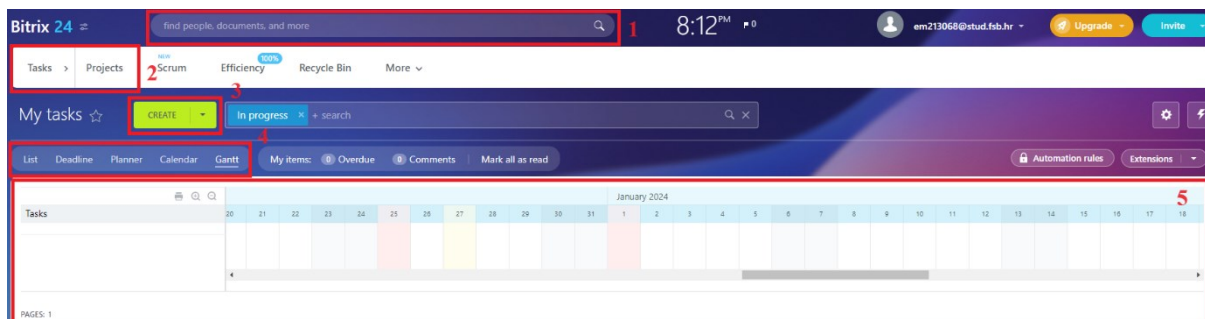 Bitrix 24 find people, documents, and more 1 8:12 PM 0 em213068@stud.fsb.hr Upgrade Invite
Tasks > Projects 2 NEW Scrum Efficiency 100% Recycle Bin More
3
My tasks CREATE In progress × + search
4
List Deadline Planner Calendar Gantt My items: 0 Overdue 0 Comments Mark all as read Automation rules Extensions
January 2024 5
Tasks 20 21 22 23 24 25 26 27 28 29 30 31 1 2 3 4 5 6 7 8 9 10 11 12 13 14 15 16 17 18
PAGES: 1